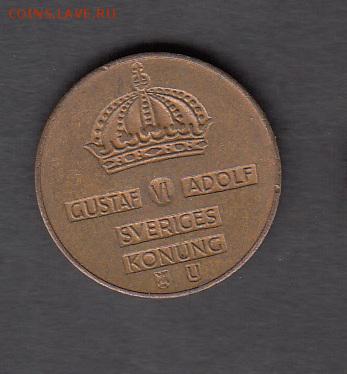 COINS.LAVE.RU
GUSTAF VI ADOLF
SVERIGES
KONUNG
U